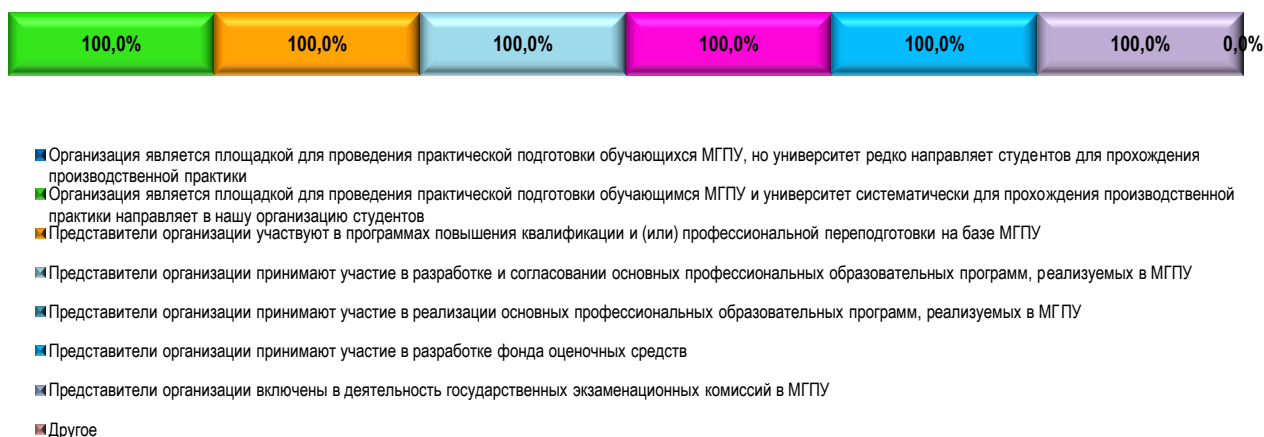 100,0% 100,0% 100,0% 100,0% 100,0% 100,0% 0,0%
Организация является площадкой для проведения практической подготовки обучающихся МГПУ, но университет редко направляет студентов для прохождения
производственной практики
Организация является площадкой для проведения практической подготовки обучающимся МГПУ и университет систематически для прохождения производственной
практики направляет в нашу организацию студентов
Представители организации участвуют в программах повышения квалификации и (или) профессиональной переподготовки на базе МГПУ
Представители организации принимают участие в разработке и согласовании основных профессиональных образовательных программ, реализуемых в МГПУ
Представители организации принимают участие в реализации основных профессиональных образовательных программ, реализуемых в МГПУ
Представители организации принимают участие в разработке фонда оценочных средств
Представители организации включены в деятельность государственных экзаменационных комиссий в МГПУ
Другое